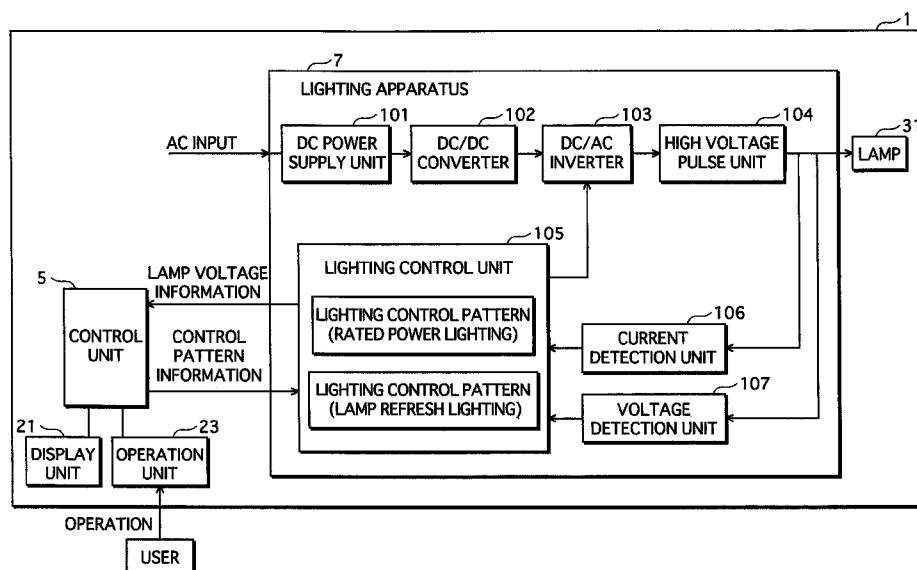 1
7
LIGHTING APPARATUS
101
102
103
104
31
AC INPUT
DC POWER
SUPPLY UNIT
DC/DC
CONVERTER
DC/AC
INVERTER
HIGH VOLTAGE
PULSE UNIT
LAMP
105
LIGHTING CONTROL UNIT
LAMP VOLTAGE
INFORMATION
5
CONTROL
UNIT
CONTROL
PATTERN
INFORMATION
LIGHTING CONTROL PATTERN
(RATED POWER LIGHTING)
LIGHTING CONTROL PATTERN
(LAMP REFRESH LIGHTING)
106
CURRENT
DETECTION UNIT
107
VOLTAGE
DETECTION UNIT
21
DISPLAY
UNIT
23
OPERATION
UNIT
OPERATION
USER